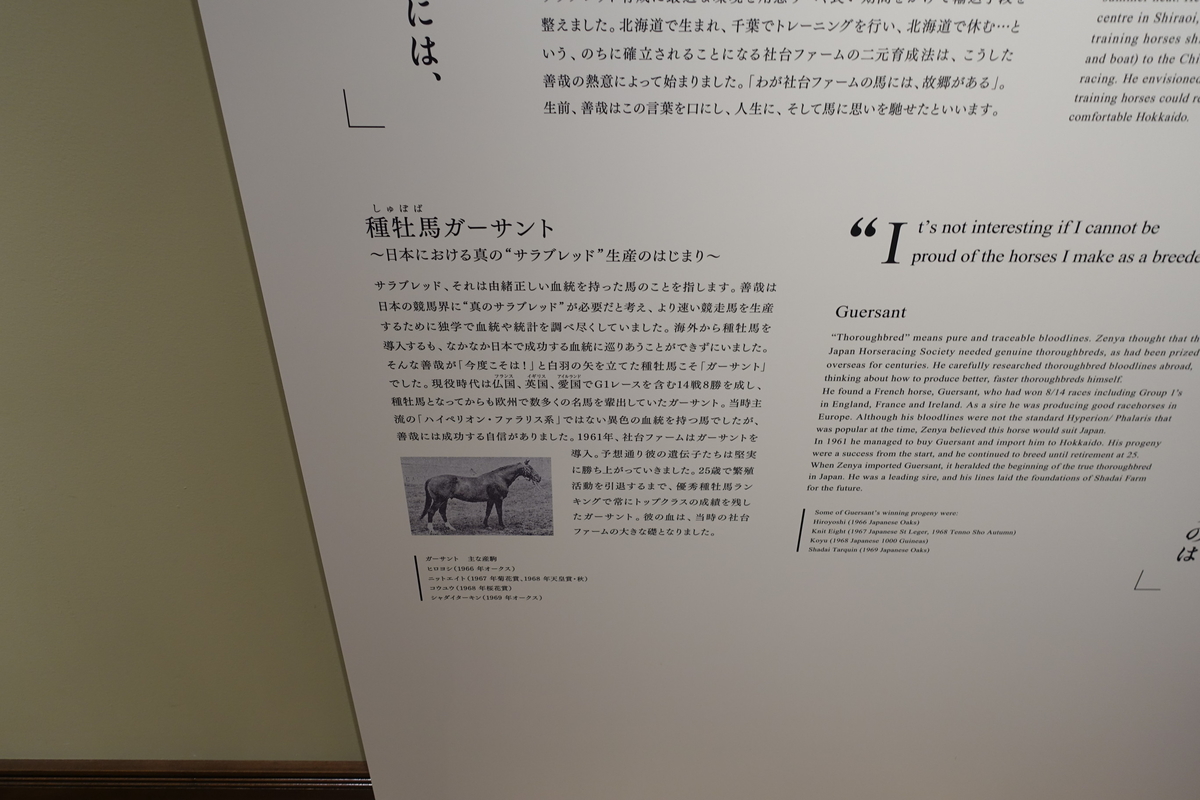 には、
整えました。北海道で生まれ、千葉でトレーニングを行い、北海道で休む…と
いう、のちに確立されることになる社台ファームの二元育成法は、こうした
善哉の熱意によって始まりました。「わが社台ファームの馬には、故郷がある」。
生前、善哉はこの言葉を口にし、人生に、そして馬に思いを馳せたといいます。
centre in Shiraoi,
training horses
and boat) to the
racing. He envisioned
training horses could
comfortable Hokkaido.
しゅぼば
種牡馬ガーサント
〜日本における真の“サラブレッド”生産のはじまり〜
サラブレッド、それは由緒正しい血統を持った馬のことを指します。善哉は
日本の競馬界に“真のサラブレッド”が必要だと考え、より速い競走馬を生産
するために独学で血統や統計を調べ尽くしていました。海外から種牡馬を
導入するも、なかなか日本で成功する血統に巡りあうことができずにいました。
そんな善哉が「今度こそは!」と白羽の矢を立てた種牡馬こそ「ガーサント」
フランス イギリス アイルランド
でした。現役時代は仏国、英国、愛国でG1レースを含む14戦8勝を成し、
種牡馬となってからも欧州で数多くの名馬を輩出していたガーサント。当時主
流の「ハイペリオン・ファラリス系」ではない異色の血統を持つ馬でしたが、
善哉には成功する自信がありました。1961年、社台ファームはガーサントを
導入。予想通り彼の遺伝子たちは堅実
に勝ち上がっていきました。25歳で繁殖
活動を引退するまで、優秀種牡馬ラン
キングで常にトップクラスの成績を残し
たガーサント。彼の血は、当時の社台
ファームの大きな礎となりました。
ガーサント 主な産駒
ヒロヨシ(1966 年オークス)
ニットエイト(1967 年菊花賞、1968 年天皇賞・秋)
コウユウ(1968 年桜花賞)
シャダイターキン(1969 年オークス)
“It’s not interesting if I cannot be
proud of the horses I make as a
Guersant
“Thoroughbred” means pure and traceable bloodlines. Zenya thought that
Japan Horseracing Society needed genuine thoroughbreds, as had been prized
overseas for centuries. He carefully researched thoroughbred bloodlines abroad,
thinking about how to produce better, faster thoroughbreds himself.
He found a French horse, Guersant, who had won 8/14 races including Group 1’s
in England, France and Ireland. As a sire he was producing good racehorses in
Europe. Although his bloodlines were not the standard Hyperion/ Phalaris that
was popular at the time, Zenya believed this horse would suit Japan.
In 1961 he managed to buy Guersant and import him to Hokkaido. His progeny
were a success from the start, and he continued to breed until retirement at 25.
When Zenya imported Guersant, it heralded the beginning of the true thoroughbred
in Japan. He was a leading sire, and his lines laid the foundations of Shadai Farm
for the future.
Some of Guersant’s winning progeny were:
Hiroyoshi (1966 Japanese Oaks)
Knit Eight (1967 Japanese St Leger, 1968 Tenno Sho Autumn)
Koyu (1968 Japanese 1000 Guineas)
Shadai Tarquin (1969 Japanese Oaks)
は